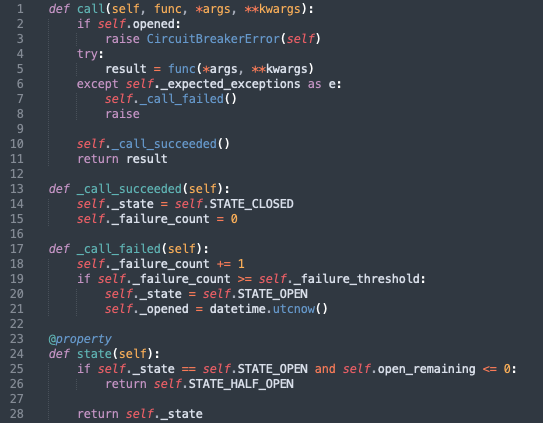 1 def call(self, func, *args, **kwargs):
2     if self.opened:
3         raise CircuitBreakerError(self)
4     try:
5         result = func(*args, **kwargs)
6     except self._expected_exceptions as e:
7         self._call_failed()
8         raise
9
10     self._call_succeeded()
11     return result
12
13 def _call_succeeded(self):
14     self._state = self.STATE_CLOSED
15     self._failure_count = 0
16
17 def _call_failed(self):
18     self._failure_count += 1
19     if self._failure_count >= self._failure_threshold:
20         self._state = self.STATE_OPEN
21         self._opened = datetime.utcnow()
22
23 @property
24 def state(self):
25     if self._state == self.STATE_OPEN and self.open_remaining <= 0:
26         return self.STATE_HALF_OPEN
27
28     return self._state